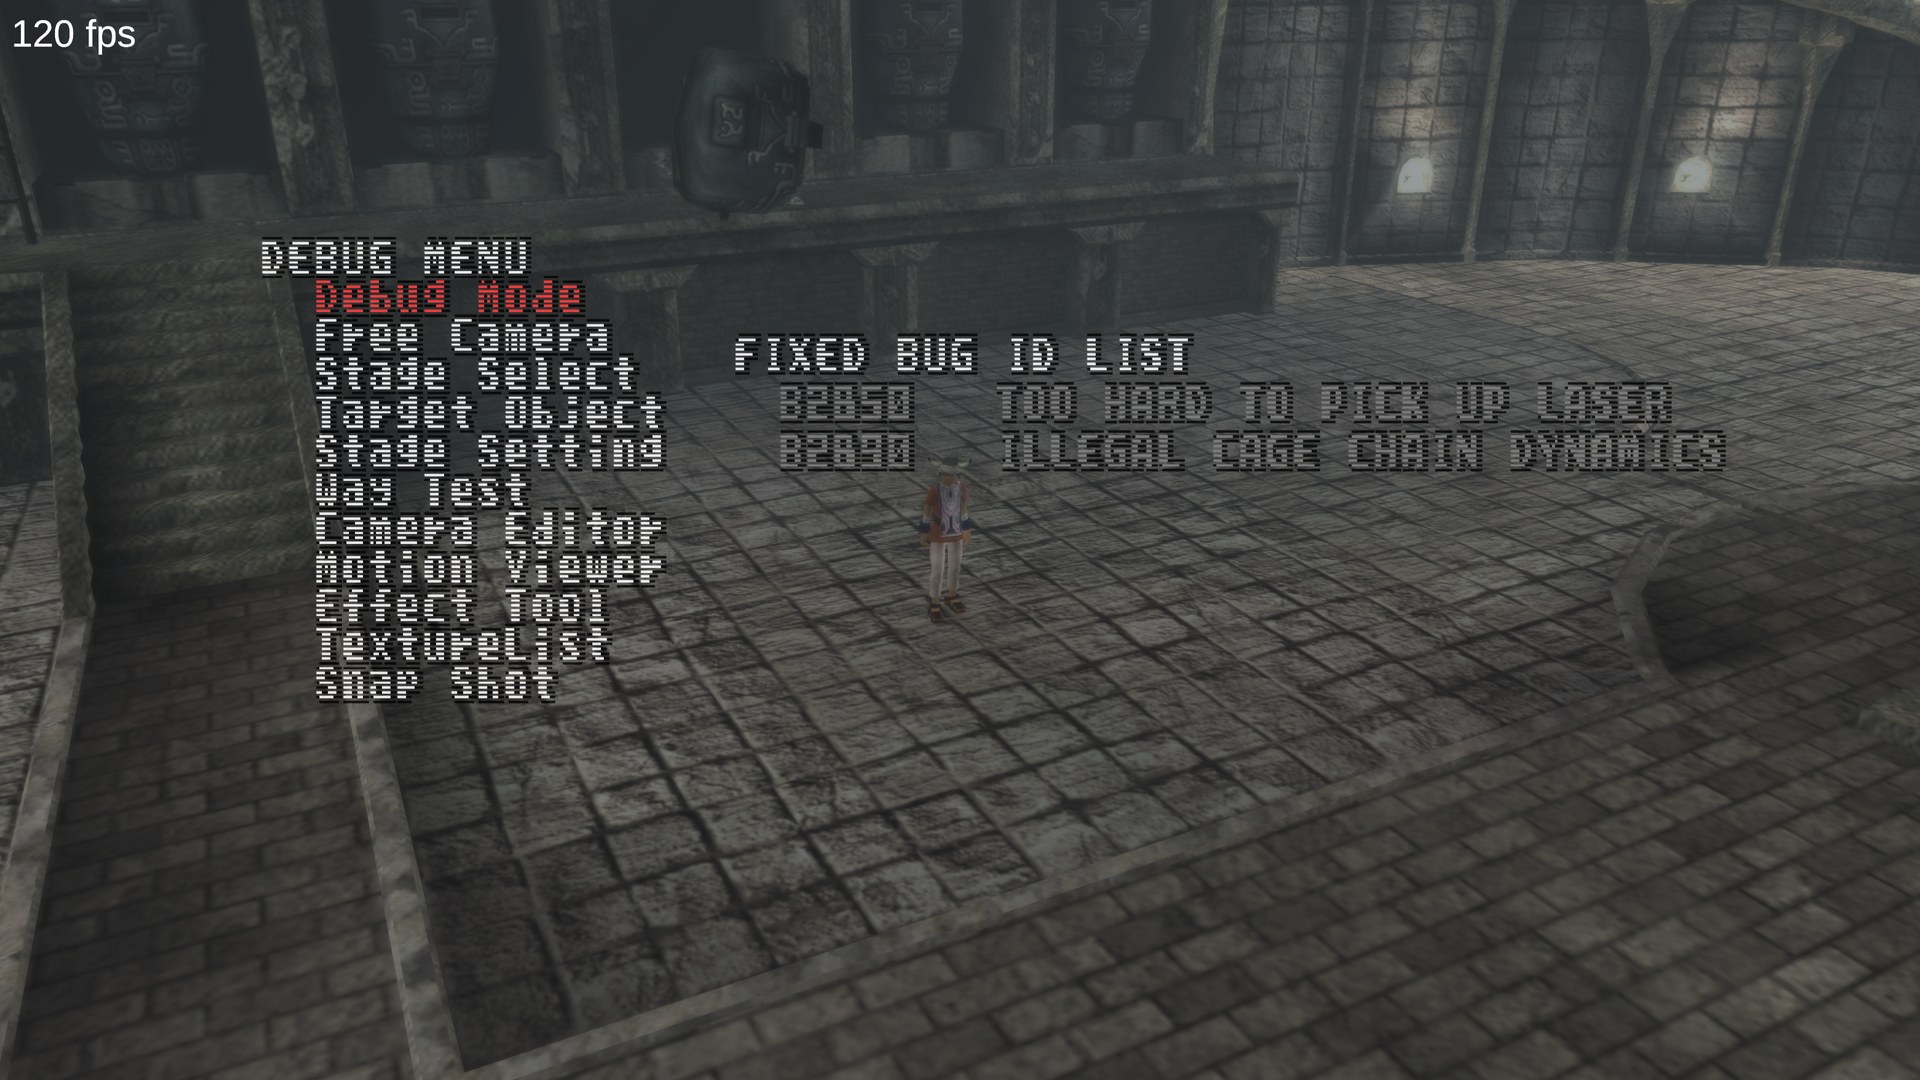 120 fps
DEBUG MENU
Debug Mode
Free Camera
Stage Select
Target Object
Stage Setting
Way Test
Camera Editor
Motion Viewer
Effect Tool
TextureList
Snap Shot
FIXED BUG ID LIST
B2850 TOO HARD TO PICK UP LASER
B2890 ILLEGAL CAGE CHAIN DYNAMICS